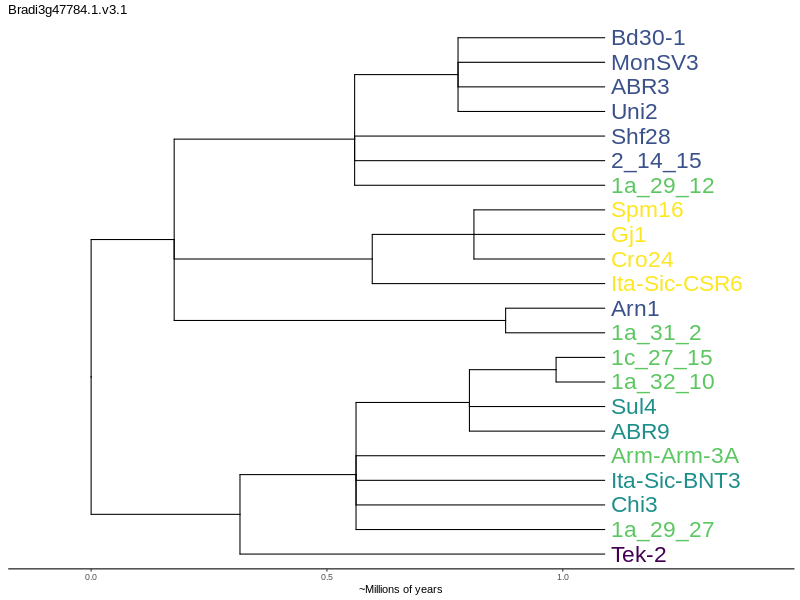 Bradi3g47784.1.v3.1
Bd30-1
MonSV3
ABR3
Uni2
Shf28
2_14_15
1a_29_12
Spm16
Gj1
Cro24
Ita-Sic-CSR6
Arn1
1a_31_2
1c_27_15
1a_32_10
Sul4
ABR9
Arm-Arm-3A
Ita-Sic-BNT3
Chi3
1a_29_27
Tek-2
0.0 0.5 1.0
~Millions of years